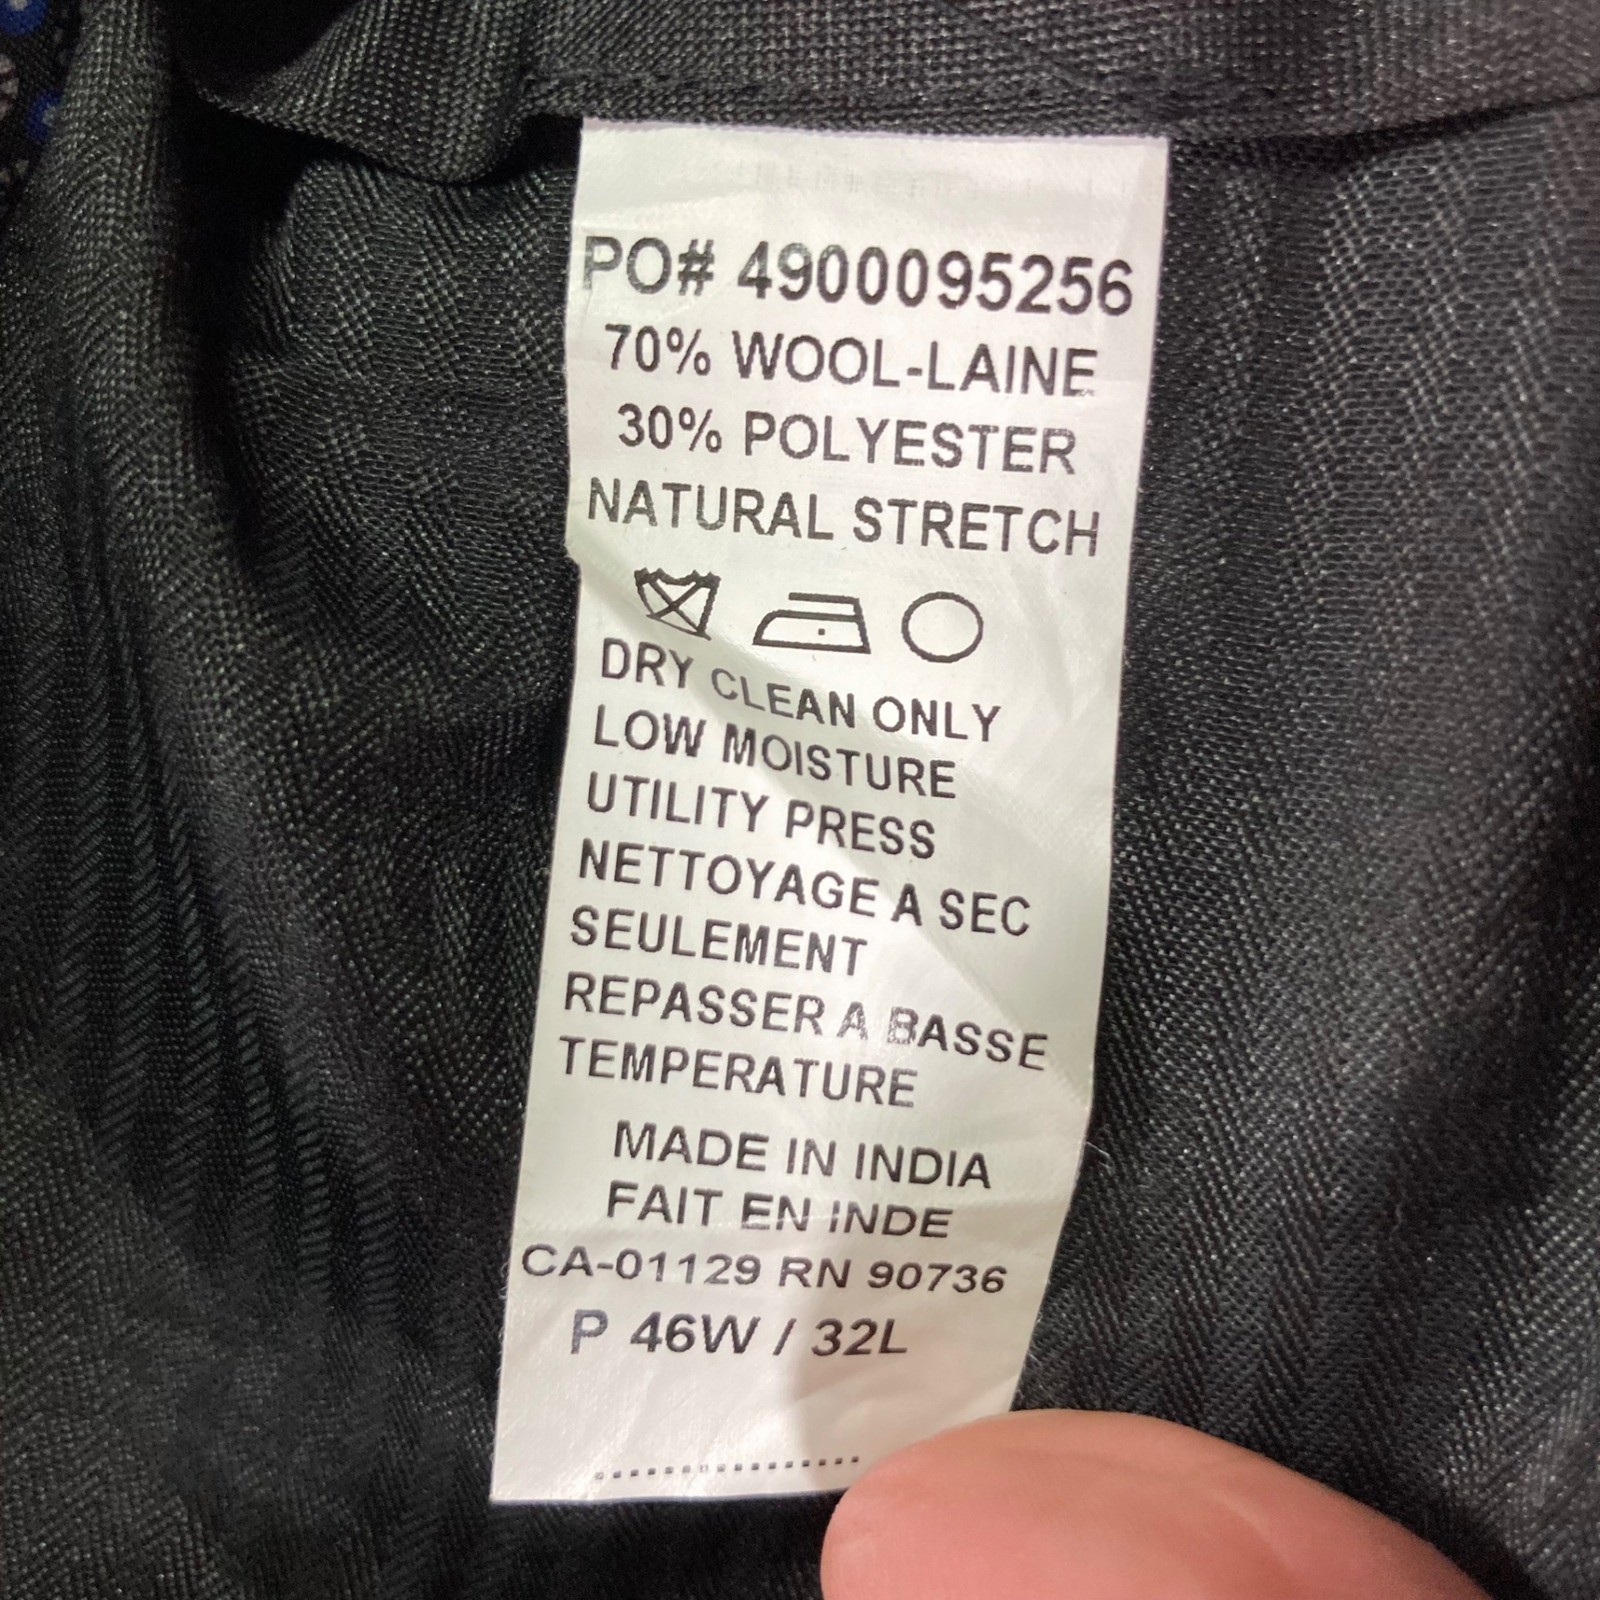 PO# 4900095256
70% WOOL-LAINE
30% POLYESTER
NATURAL STRETCH
DRY CLEAN ONLY
LOW MOISTURE
UTILITY PRESS
NETTOYAGE A SEC
SEULEMENT
REPASSER A BASSE
TEMPERATURE
MADE IN INDIA
FAIT EN INDE
CA-01129 RN 90736
P 46W / 32L